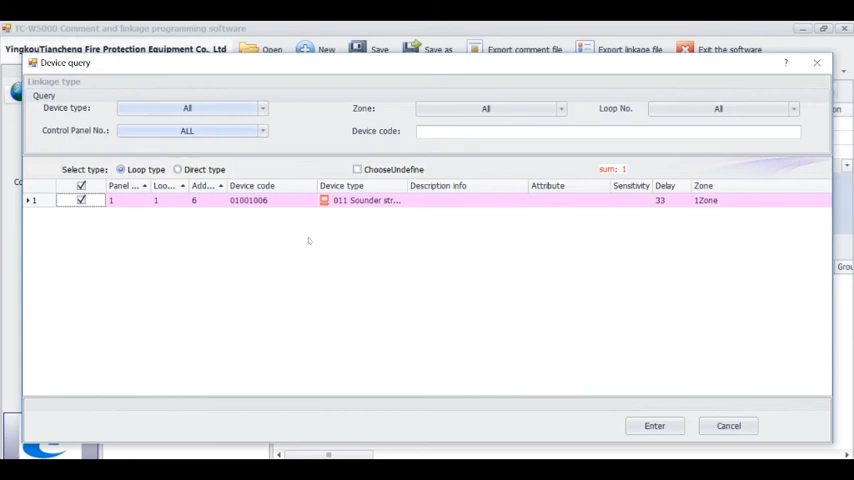 TC-W5000 Comment and linkage programming software
YingkouTiancheng Fire Protection Equipment Co,. Ltd Open New Save Save as Export comment file Export linkage file Exit the software
Device query
Linkage type
Query
Device type: All Zone: All Loop No. All
Control Panel No.: ALL Device code:
Select type: Loop type Direct type ChooseUndefine sum: 1
Panel ... Loo... Add... Device code Device type Description info Attribute Sensitivity Delay Zone
1 1 1 6 01001006 011 Sounder str... 33 1Zone
Enter Cancel